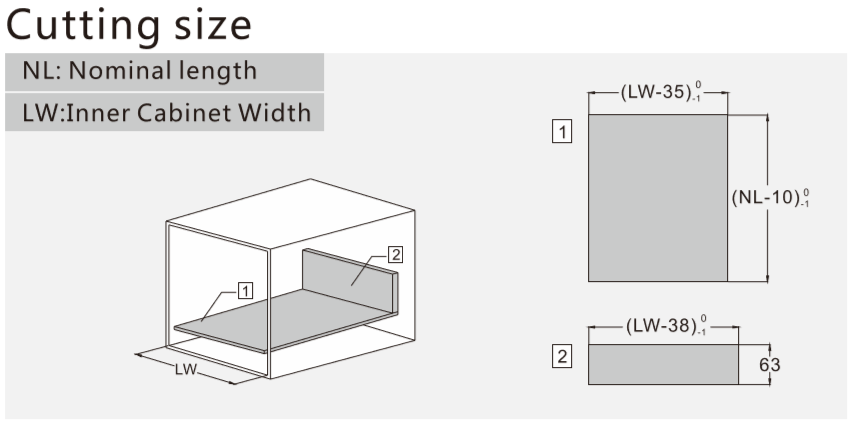 Cutting size
NL: Nominal length
LW:Inner Cabinet Width
1
2
LW
1
(LW-35) 0 -1
(NL-10) 0 -1
2
(LW-38) 0 -1
63